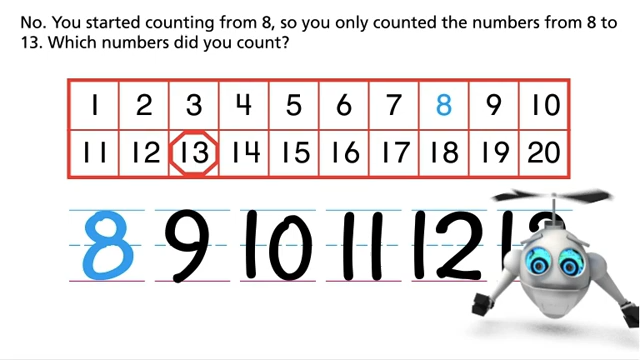 No. You started counting from 8, so you only counted the numbers from 8 to
13. Which numbers did you count?
1 2 3 4 5 6 7 8 9 10
11 12 13 14 15 16 17 18 19 20
8 9 10 11 12